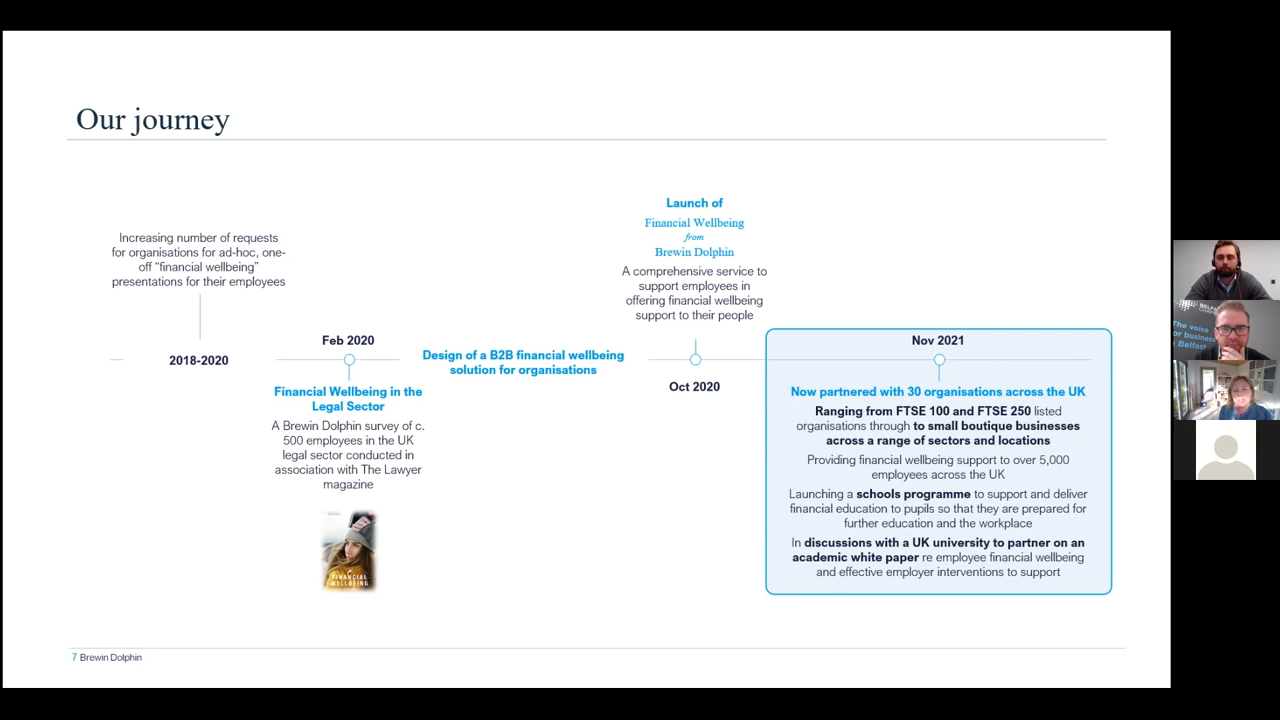 Our journey
Increasing number of requests
for organisations for ad-hoc, one-
off “financial wellbeing”
presentations for their employees
2018-2020
Feb 2020
Financial Wellbeing in the
Legal Sector
A Brewin Dolphin survey of c.
500 employees in the UK
legal sector conducted in
association with The Lawyer
magazine
FINANCIAL
WELLBEING
Design of a B2B financial wellbeing
solution for organisations
Launch of
Financial Wellbeing
from
Brewin Dolphin
A comprehensive service to
support employees in
offering financial wellbeing
support to their people
Oct 2020
Nov 2021
Now partnered with 30 organisations across the UK
Ranging from FTSE 100 and FTSE 250 listed
organisations through to small boutique businesses
across a range of sectors and locations
Providing financial wellbeing support to over 5,000
employees across the UK
Launching a schools programme to support and deliver
financial education to pupils so that they are prepared for
further education and the workplace
In discussions with a UK university to partner on an
academic white paper re employee financial wellbeing
and effective employer interventions to support
7 Brewin Dolphin
The voice
business
Belfast